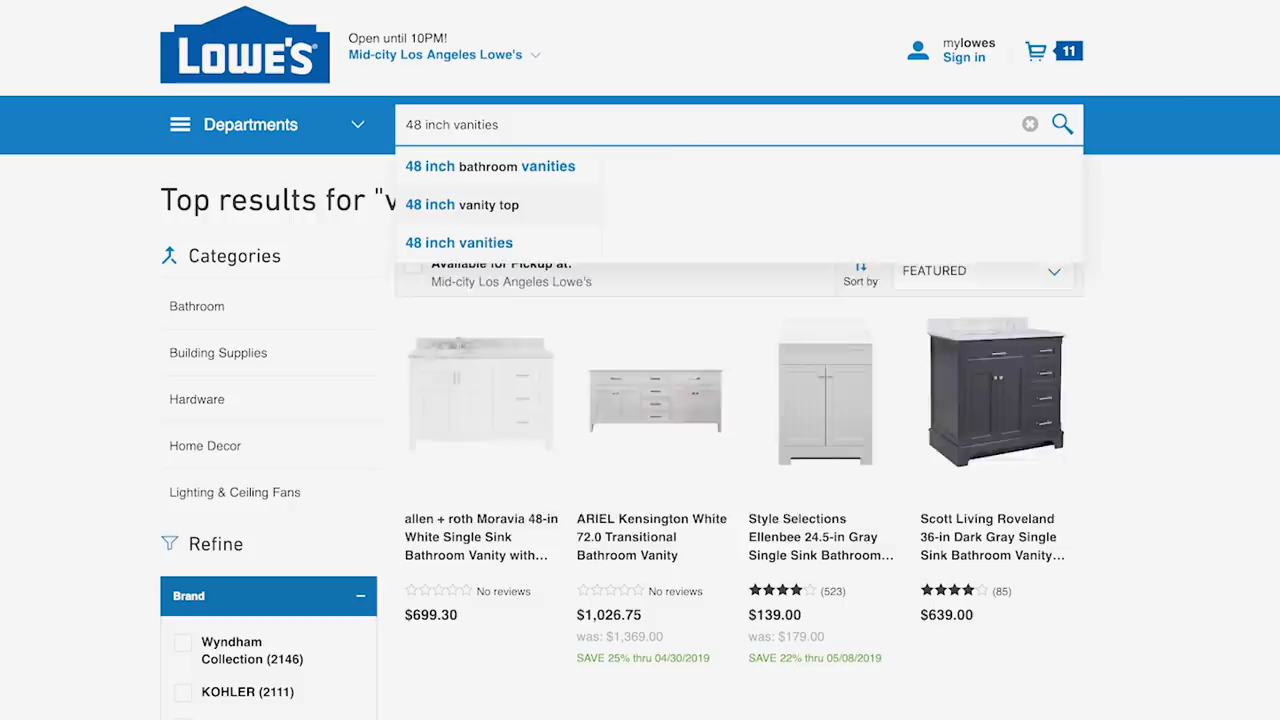 LOWE'S
Open until 10PM!
Mid-city Los Angeles Lowe's
mylowes
Sign in
11
Departments
48 inch vanities
48 inch bathroom vanities
48 inch vanity top
48 inch vanities
Top results for "v
Categories
Available for Pickup at:
Mid-city Los Angeles Lowe's
Sort by
FEATURED
Bathroom
Building Supplies
Hardware
Home Decor
Lighting & Ceiling Fans
Refine
Brand
Wyndham
Collection (2146)
KOHLER (2111)
allen + roth Moravia 48-in
White Single Sink
Bathroom Vanity with...
No reviews
$699.30
ARIEL Kensington White
72.0 Transitional
Bathroom Vanity
No reviews
$1,026.75
was: $1,369.00
SAVE 25% thru 04/30/2019
Style Selections
Ellenbee 24.5-in Gray
Single Sink Bathroom...
(523)
$139.00
was: $179.00
SAVE 22% thru 05/08/2019
Scott Living Roveland
36-in Dark Gray Single
Sink Bathroom Vanity...
(85)
$639.00